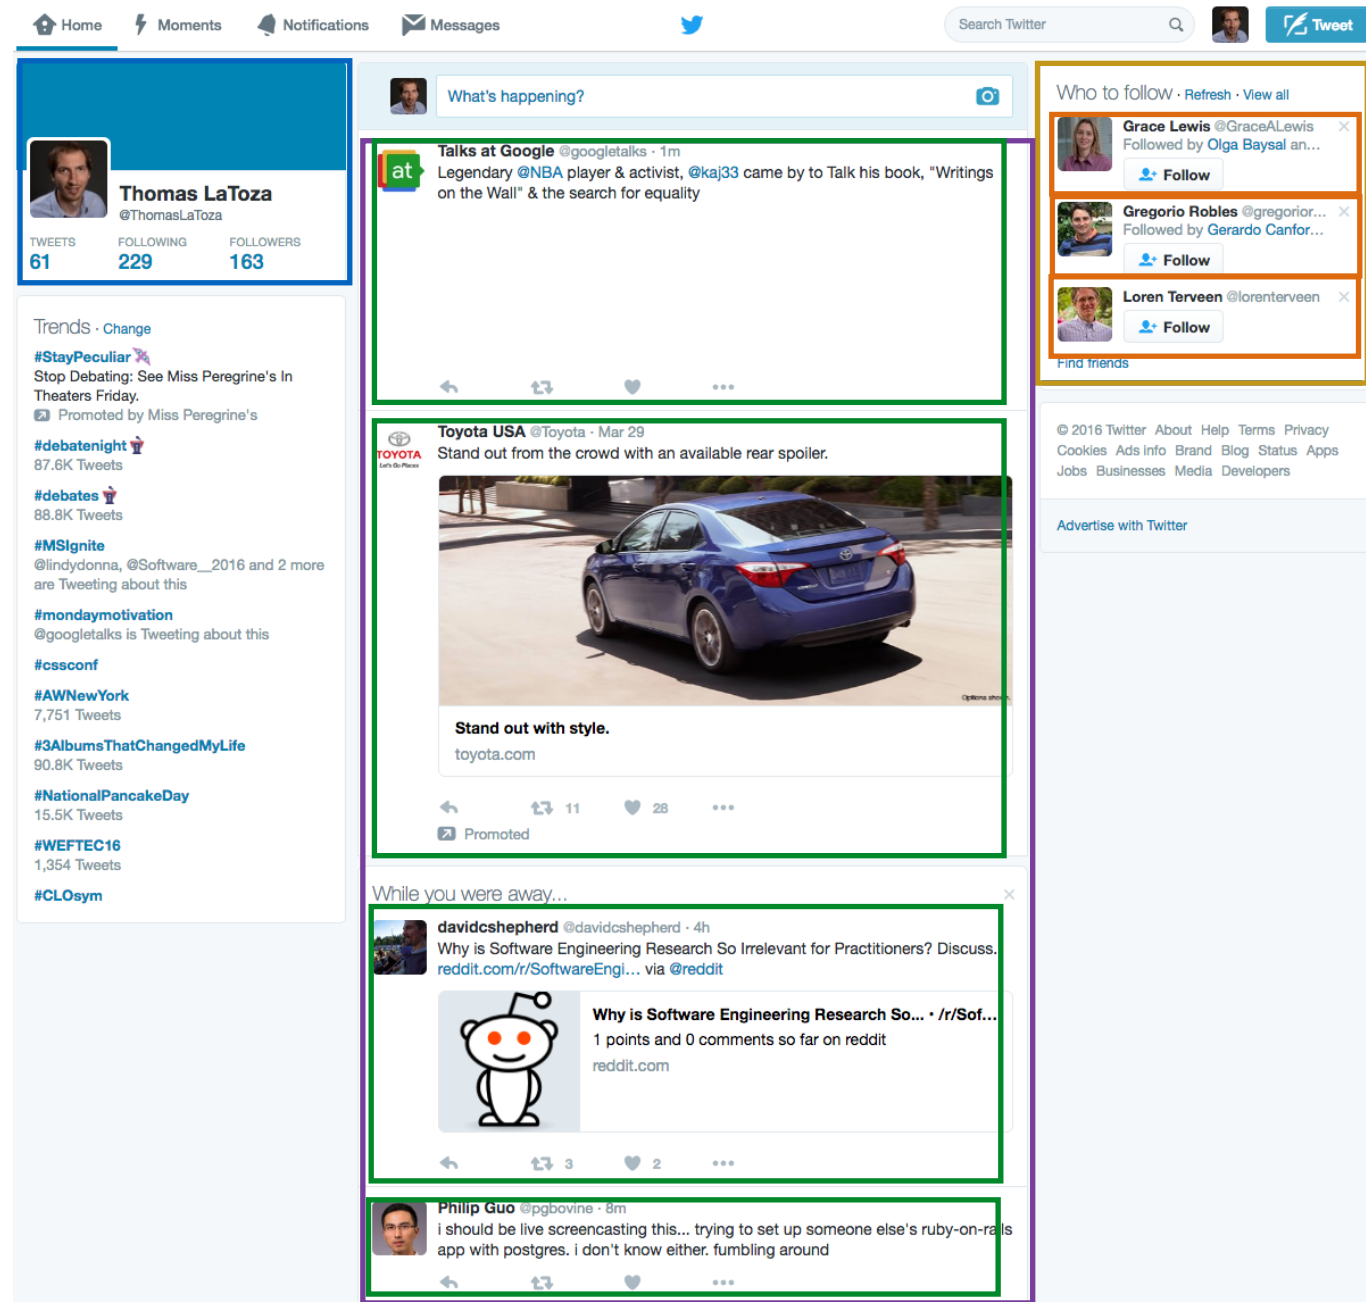 Home Moments Notifications Messages Search Twitter Tweet
Thomas LaToza
@ThomasLaToza
TWEETS FOLLOWING FOLLOWERS
61 229 163
Trends · Change
#StayPeculiar
Stop Debating: See Miss Peregrine's In
Theaters Friday.
Promoted by Miss Peregrine's
#debatenight
87.6K Tweets
#debates
88.8K Tweets
#MSIgnite
@lindydonna, @Software__2016 and 2 more
are Tweeting about this
#mondaymotivation
@googletalks is Tweeting about this
#cssconf
#AWNewYork
7,751 Tweets
#3AlbumsThatChangedMyLife
90.8K Tweets
#NationalPancakeDay
15.5K Tweets
#WEFTEC16
1,354 Tweets
#CLOsym
What's happening?
at
Talks at Google @googletalks · 1m
Legendary @NBA player & activist, @kaj33 came by to Talk his book, "Writings
on the Wall" & the search for equality
TOYOTA
Let's Go Places
Toyota USA @Toyota · Mar 29
Stand out from the crowd with an available rear spoiler.
Options shown.
Stand out with style.
toyota.com
11 28
Promoted
While you were away...
davidcshepherd @davidcshepherd · 4h
Why is Software Engineering Research So Irrelevant for Practitioners? Discuss.
reddit.com/r/SoftwareEngi... via @reddit
Why is Software Engineering Research So... • /r/Sof...
1 points and 0 comments so far on reddit
reddit.com
3 2
Philip Guo @pgbovine · 8m
i should be live screencasting this... trying to set up someone else's ruby-on-rails
app with postgres. i don't know either. fumbling around
Who to follow · Refresh · View all
Grace Lewis @GraceALewis
Followed by Olga Baysal an...
Follow
Gregorio Robles @gregorior...
Followed by Gerardo Canfor...
Follow
Loren Terveen @lorenterveen
Follow
Find friends
© 2016 Twitter About Help Terms Privacy
Cookies Ads info Brand Blog Status Apps
Jobs Businesses Media Developers
Advertise with Twitter